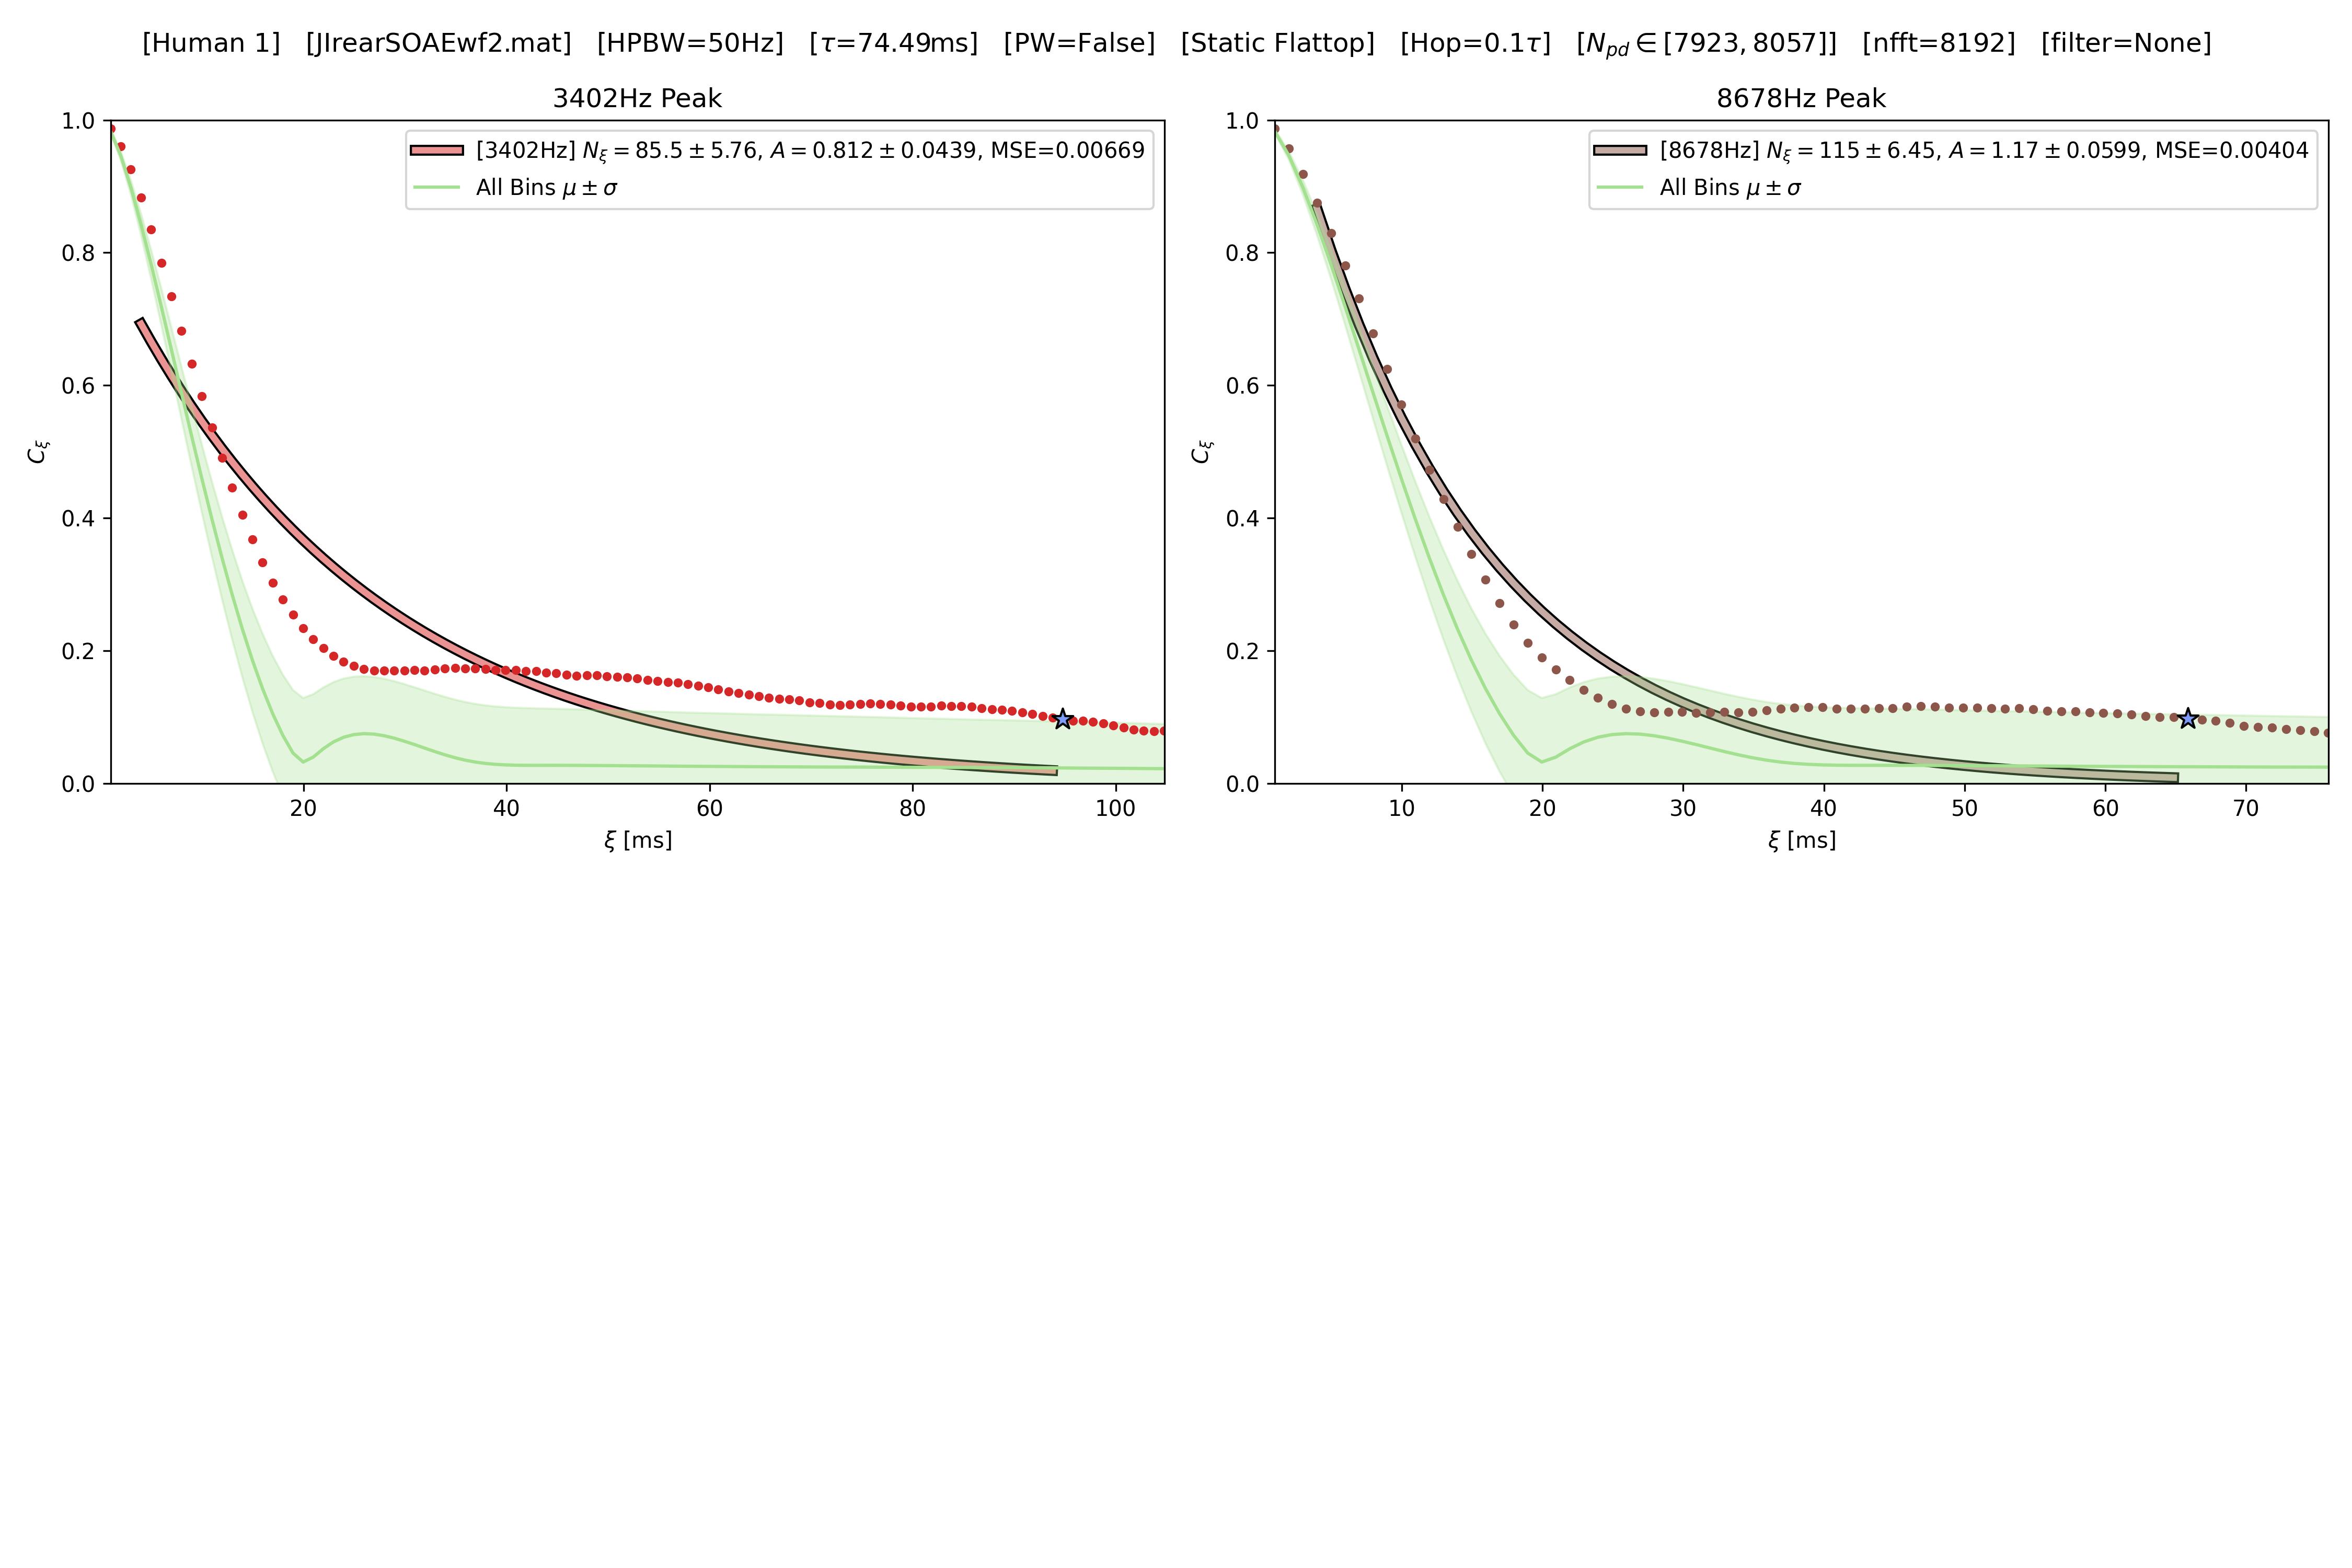 [Human 1] [JIrearSOAEwf2.mat] [HPBW=50Hz] [τ=74.49ms] [PW=False] [Static Flattop] [Hop=0.1τ] [N_pd ∈ [7923, 8057]] [nfft=8192] [filter=None]
3402Hz Peak
1.0
0.8
0.6
0.4
0.2
0.0
C_ξ
[3402Hz] N_ξ = 85.5 ± 5.76, A = 0.812 ± 0.0439, MSE=0.00669
All Bins μ ± σ
20 40 60 80 100
ξ [ms]
8678Hz Peak
1.0
0.8
0.6
0.4
0.2
0.0
C_ξ
[8678Hz] N_ξ = 115 ± 6.45, A = 1.17 ± 0.0599, MSE=0.00404
All Bins μ ± σ
10 20 30 40 50 60 70
ξ [ms]